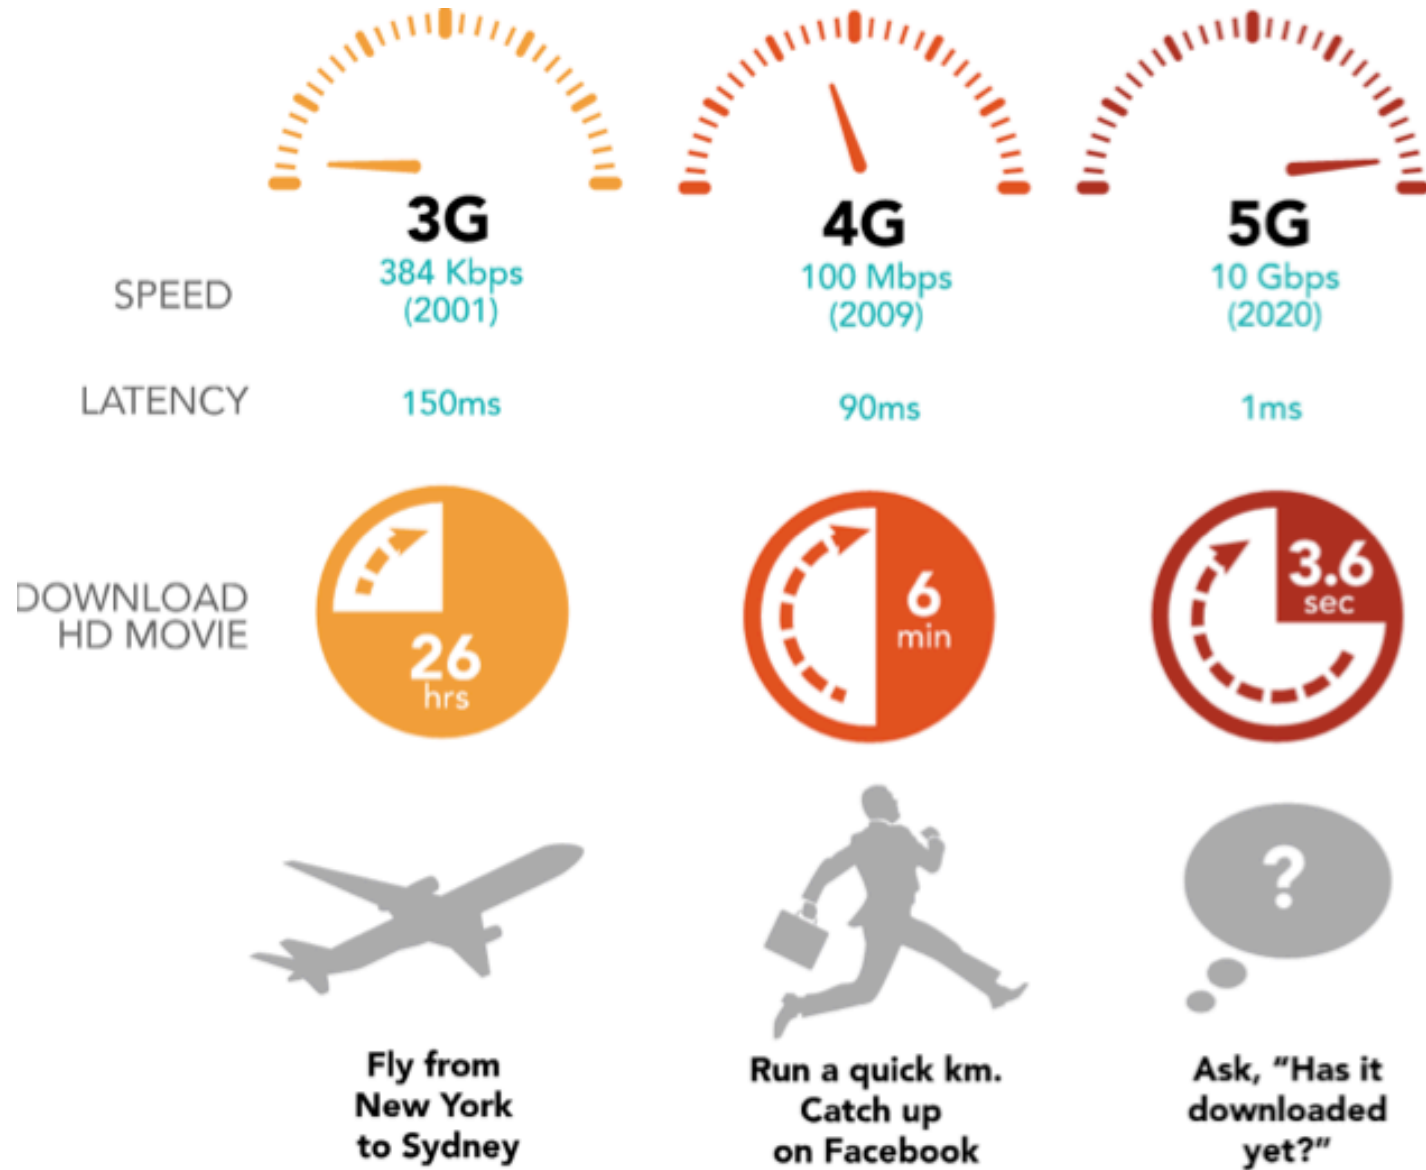 3G
4G
5G
SPEED
384 Kbps
(2001)
100 Mbps
(2009)
10 Gbps
(2020)
LATENCY
150ms
90ms
1ms
DOWNLOAD
HD MOVIE
26
hrs
6
min
3.6
sec
?
Fly from
New York
to Sydney
Run a quick km.
Catch up
on Facebook
Ask, "Has it
downloaded
yet?"